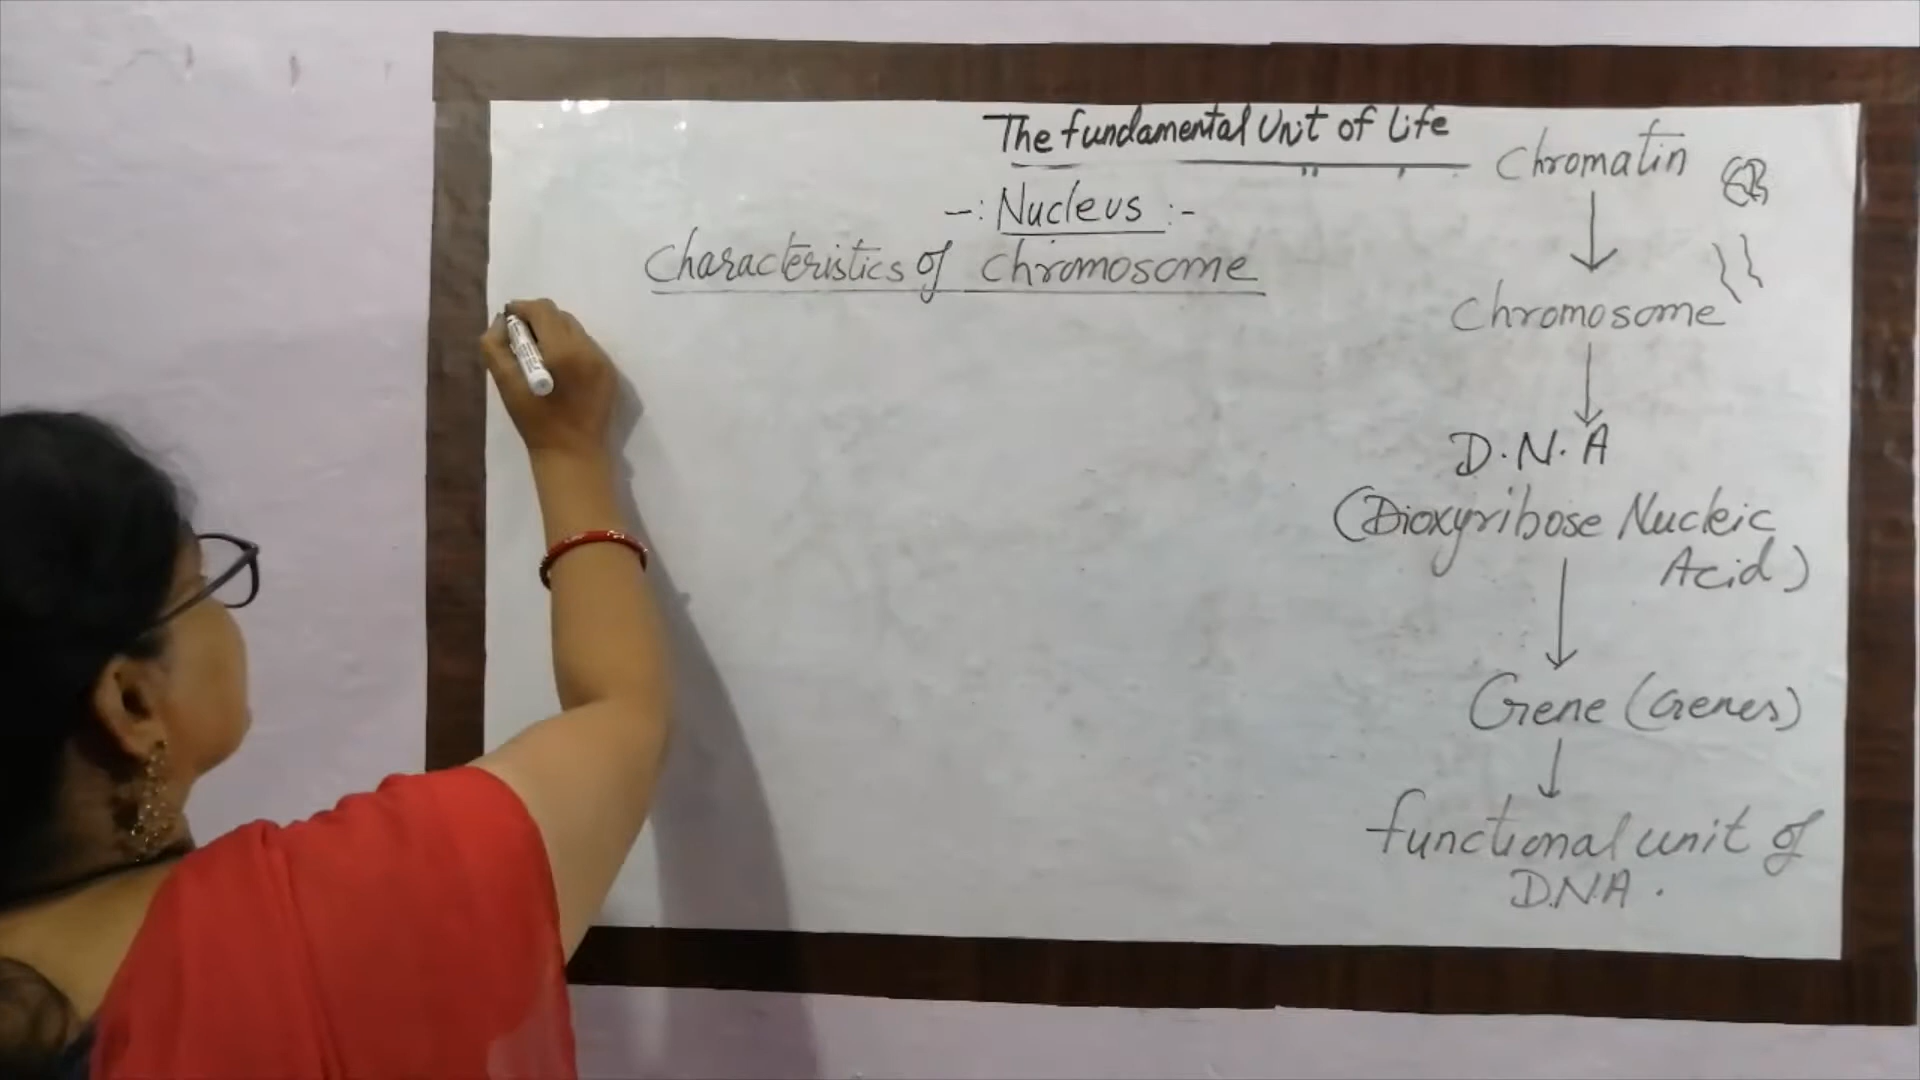 The Fundamental Unit of Life
-: Nucleus :-
Characteristics of Chromosome
Chromatin
Chromosome
D.N.A
(Dioxyribose Nucleic
Acid)
Gene (Genes)
functional unit of
D.N.A.